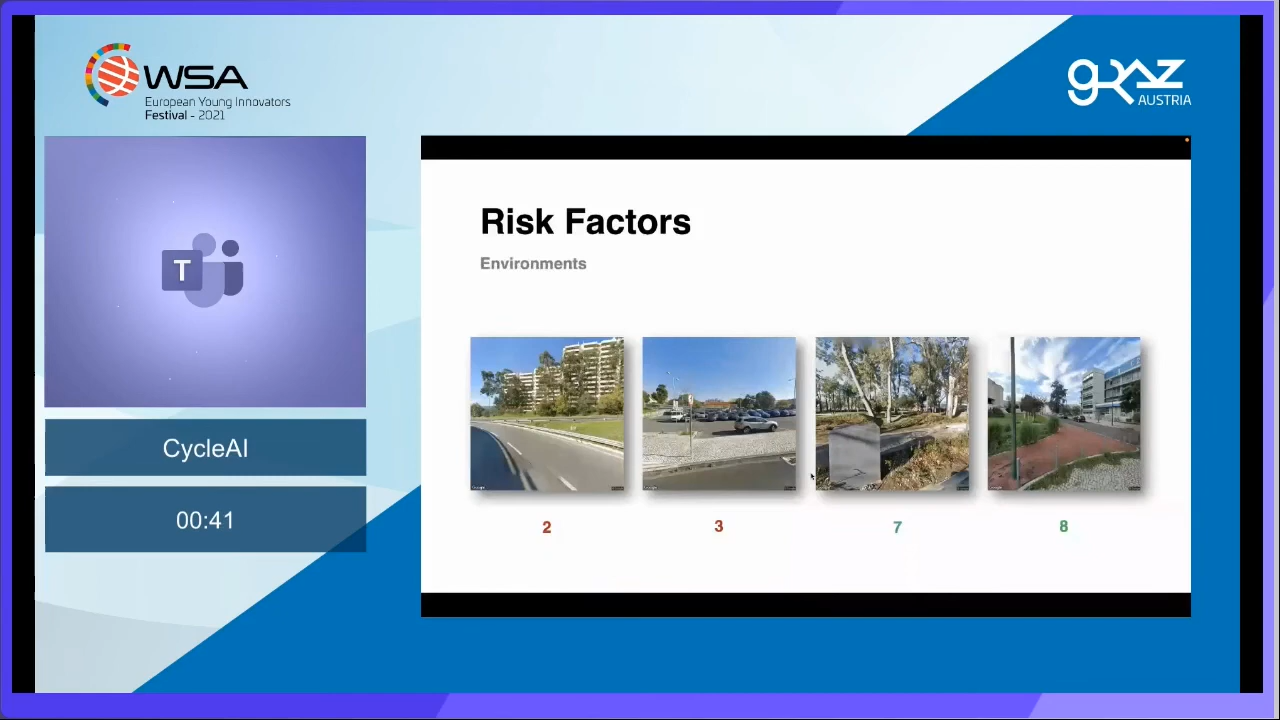 WSA
European Young Innovators
Festival - 2021
GRAZ
AUSTRIA
T
CycleAI
00:41
Risk Factors
Environments
2
3
7
8